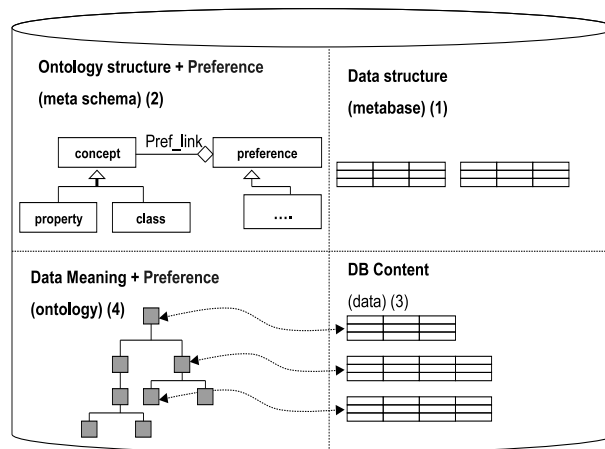 Ontology structure + Preference
(meta schema) (2)
Pref_link
concept
preference
property
class
....
Data structure
(metabase) (1)
Data Meaning + Preference
(ontology) (4)
DB Content
(data) (3)